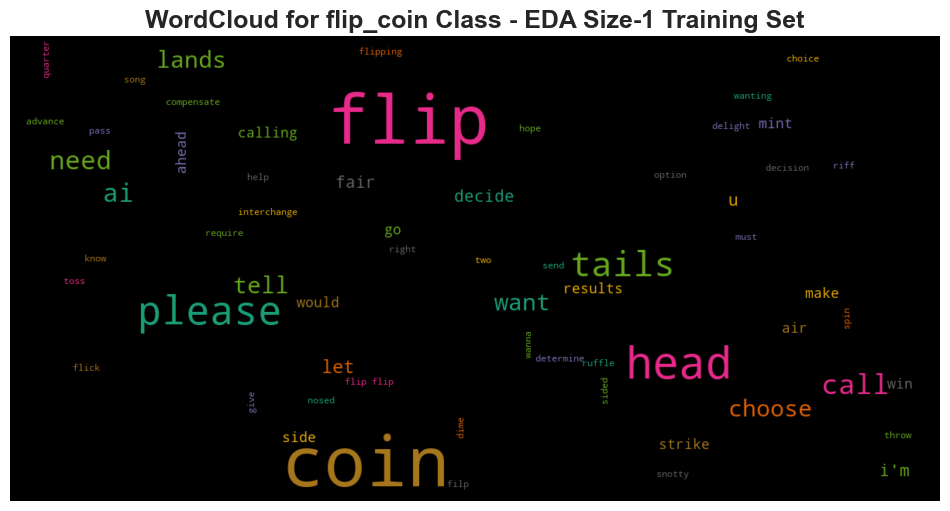 WordCloud for flip_coin Class - EDA Size-1 Training Set
quarter
lands
flipping
choice
song
compensate
wanting
advance
pass
ahead
calling
flip
hope
delight
mint
need
ai
help
fair
decide
option
decision
riff
u
interchange
require
go
right
must
know
two
send
tails
toss
tell
please
would
want
results
make
air
spin
wanna
determine
ruffle
flick
let
flip flip
head
call
win
give
nosed
sided
choose
side
coin
dime
filp
strike
snotty
throw
i'm